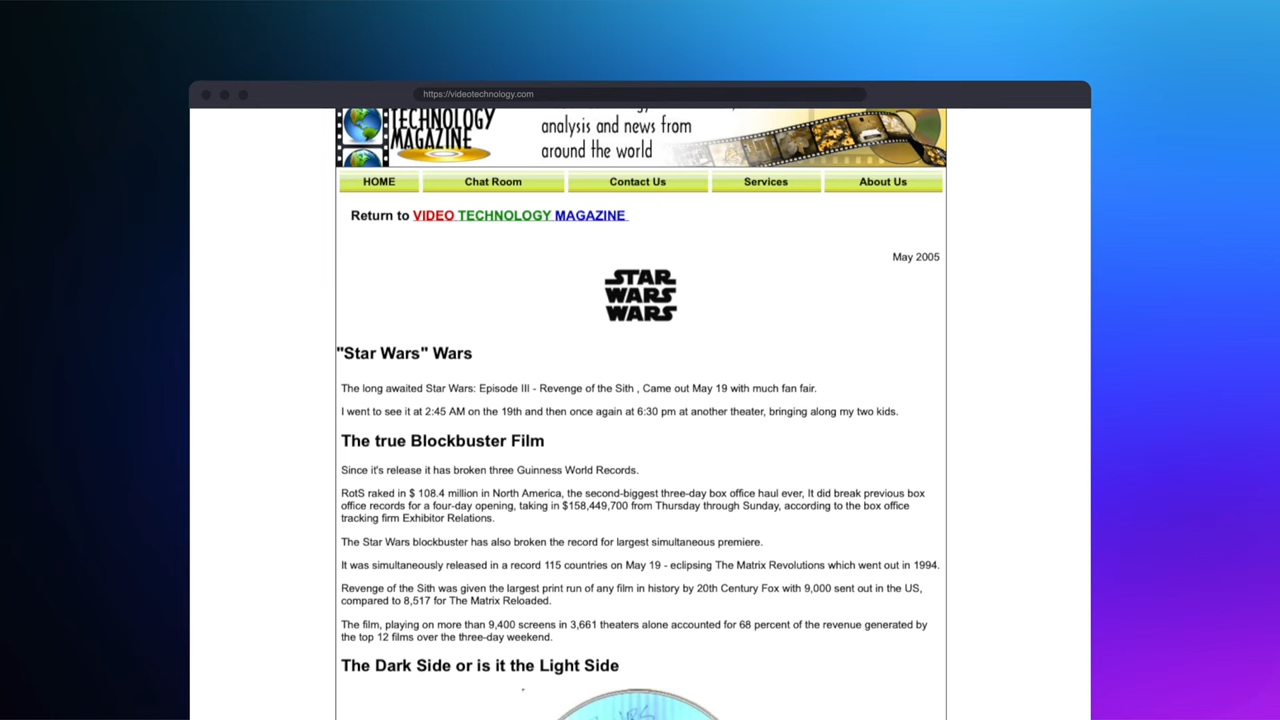 https://videotechnology.com
TECHNOLOGY
MAGAZINE
analysis and news from
around the world
HOME
Chat Room
Contact Us
Services
About Us
Return to VIDEO TECHNOLOGY MAGAZINE
May 2005
STAR
WARS
WARS
"Star Wars" Wars
The long awaited Star Wars: Episode III - Revenge of the Sith , Came out May 19 with much fan fair.
I went to see it at 2:45 AM on the 19th and then once again at 6:30 pm at another theater, bringing along my two kids.
The true Blockbuster Film
Since it's release it has broken three Guinness World Records.
RotS raked in $ 108.4 million in North America, the second-biggest three-day box office haul ever, It did break previous box
office records for a four-day opening, taking in $158,449,700 from Thursday through Sunday, according to the box office
tracking firm Exhibitor Relations.
The Star Wars blockbuster has also broken the record for largest simultaneous premiere.
It was simultaneously released in a record 115 countries on May 19 - eclipsing The Matrix Revolutions which went out in 1994.
Revenge of the Sith was given the largest print run of any film in history by 20th Century Fox with 9,000 sent out in the US,
compared to 8,517 for The Matrix Reloaded.
The film, playing on more than 9,400 screens in 3,661 theaters alone accounted for 68 percent of the revenue generated by
the top 12 films over the three-day weekend.
The Dark Side or is it the Light Side